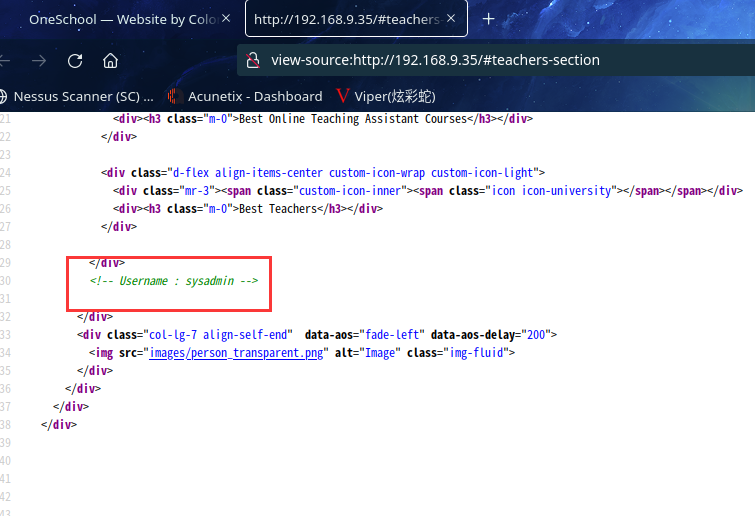 OneSchool — Website by Colo
http://192.168.9.35/#teachers-
view-source:http://192.168.9.35/#teachers-section
Nessus Scanner (SC) ... Acunetix - Dashboard Viper(炫彩蛇)
21 <div><h3 class="m-0">Best Online Teaching Assistant Courses</h3></div>
22 </div>
23
24 <div class="d-flex align-items-center custom-icon-wrap custom-icon-light">
25 <div class="mr-3"><span class="custom-icon-inner"><span class="icon icon-university"></span></span></div>
26 <div><h3 class="m-0">Best Teachers</h3></div>
27 </div>
28
29 </div>
30 <!-- Username : sysadmin -->
31
32 </div>
33 <div class="col-lg-7 align-self-end"  data-aos="fade-left" data-aos-delay="200">
34 <img src="images/person_transparent.png" alt="Image" class="img-fluid">
35 </div>
36 </div>
37 </div>
38 </div>
39
40
41
42
43